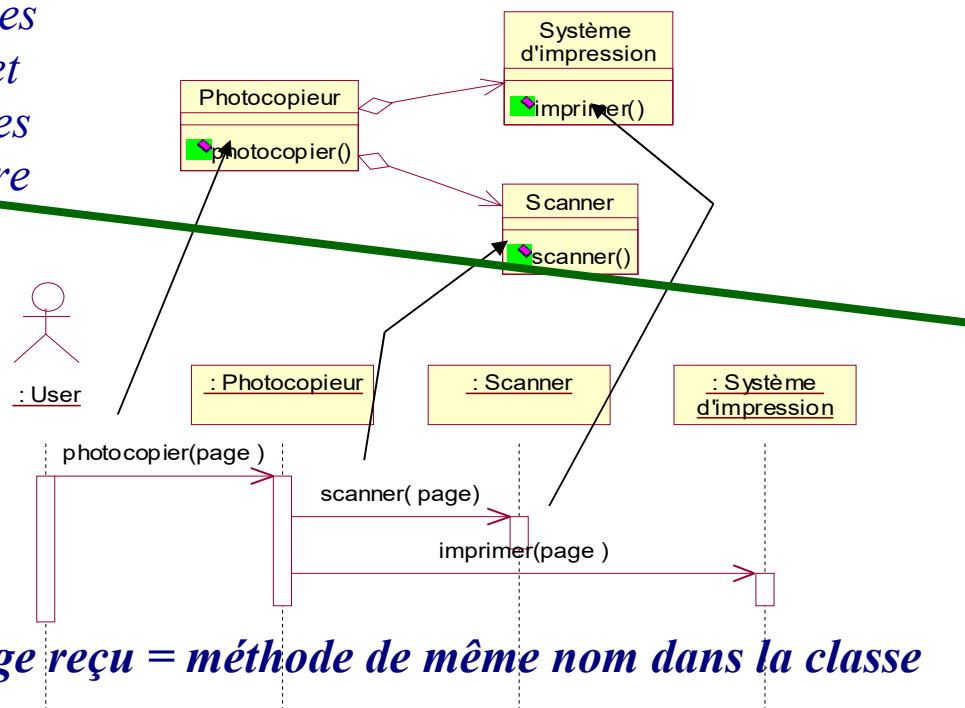 es
et
es
re
Système
d'impression
imprimer()
Photocopieur
photocopier()
Scanner
scanner()
: User
: Photocopieur
: Scanner
: Système
d'impression
photocopier(page )
scanner( page)
imprimer(page )
ge reçu = méthode de même nom dans la classe